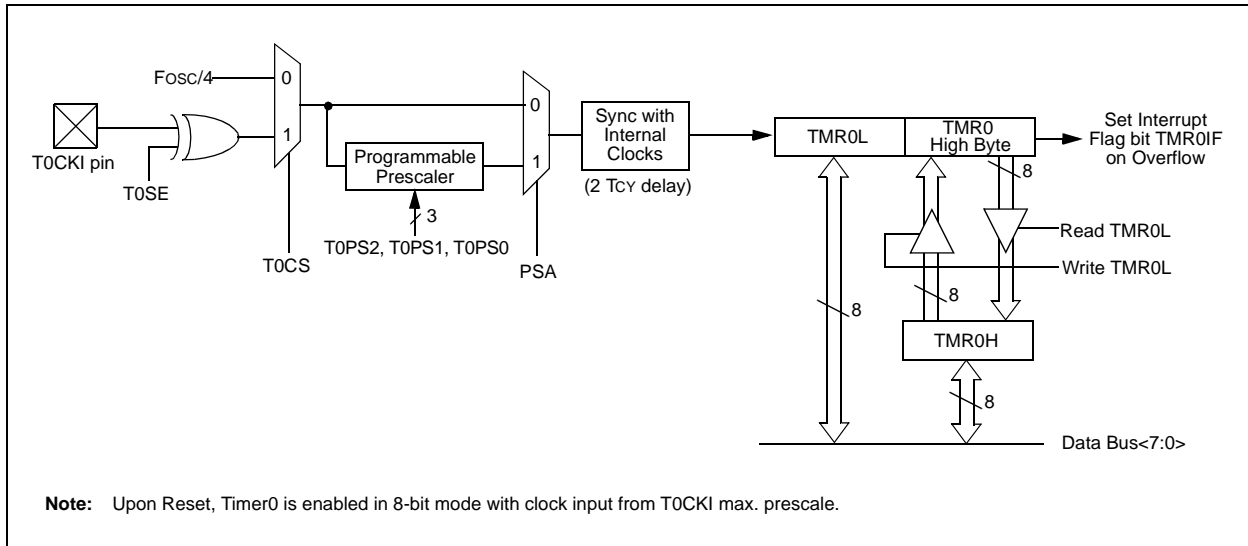 FOSC/4
0
1
T0CKI pin
T0SE
T0CS
Programmable
Prescaler
3
T0PS2, T0PS1, T0PS0
0
1
PSA
Sync with
Internal
Clocks
(2 TCY delay)
TMR0L
TMR0
High Byte
Set Interrupt
Flag bit TMR0IF
on Overflow
8
Read TMR0L
Write TMR0L
8
8
TMR0H
8
Data Bus<7:0>
Note: Upon Reset, Timer0 is enabled in 8-bit mode with clock input from T0CKI max. prescale.